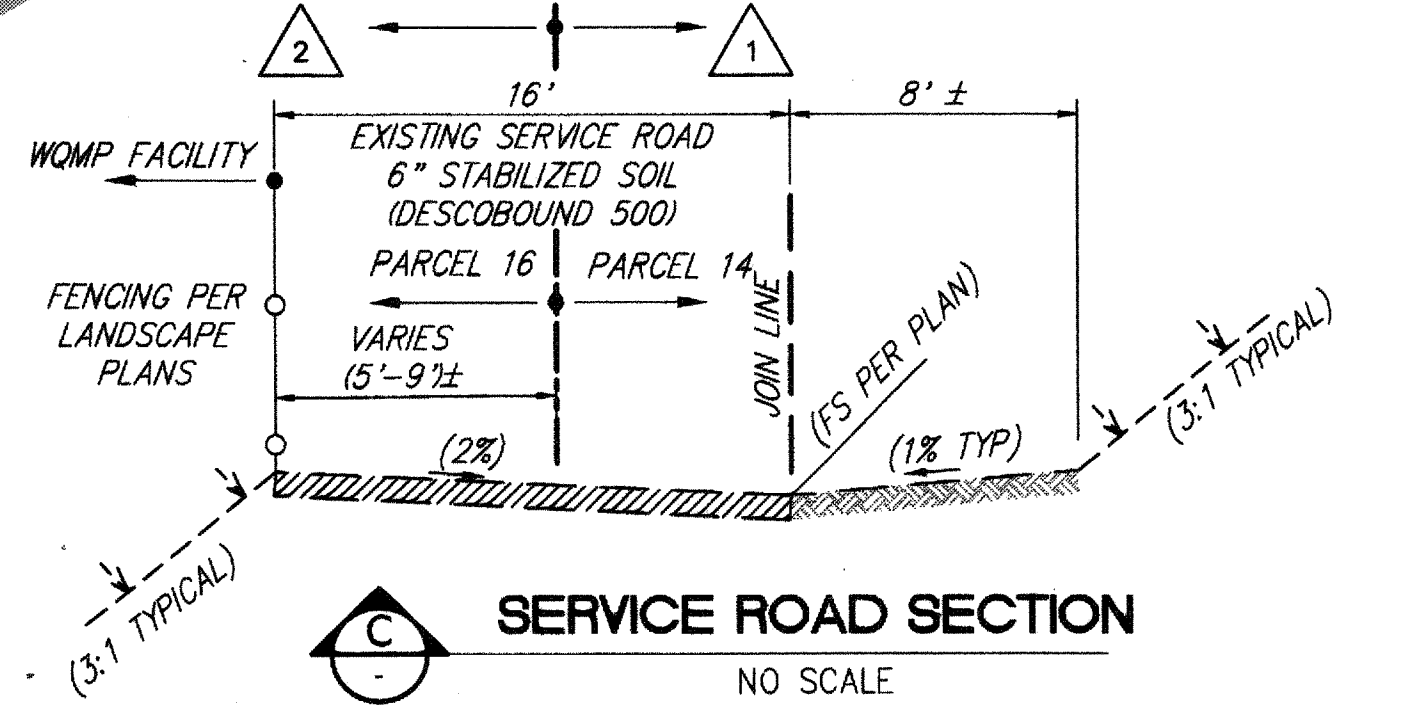 2
1
16'
8' ±
EXISTING SERVICE ROAD
6" STABILIZED SOIL
(DESCOBOUND 500)
WQMP FACILITY
PARCEL 16
PARCEL 14
FENCING PER
LANDSCAPE
PLANS
VARIES
(5'-9')±
JOIN LINE
(FS PER PLAN)
(3:1 TYPICAL)
(2%)
(1% TYP)
(3:1 TYPICAL)
C
-
SERVICE ROAD SECTION
NO SCALE